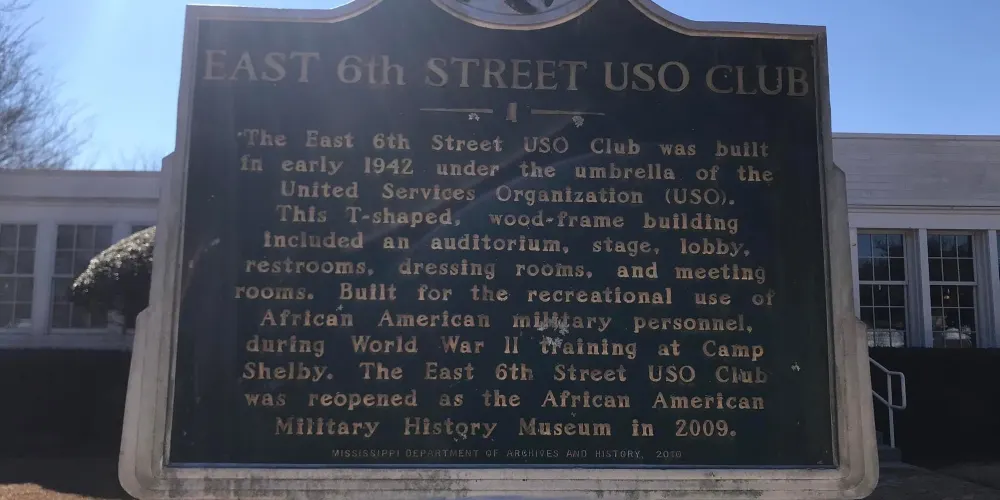 EAST 6th STREET USO CLUB
The East 6th Street USO Club was built
in early 1942 under the umbrella of the
United Services Organization (USO).
This T-shaped, wood-frame building
included an auditorium, stage, lobby,
restrooms, dressing rooms, and meeting
rooms. Built for the recreational use of
African American military personnel,
during World War II training at Camp
Shelby. The East 6th Street USO Club
was reopened as the African American
Military History Museum in 2009.
MISSISSIPPI DEPARTMENT OF ARCHIVES AND HISTORY, 2010